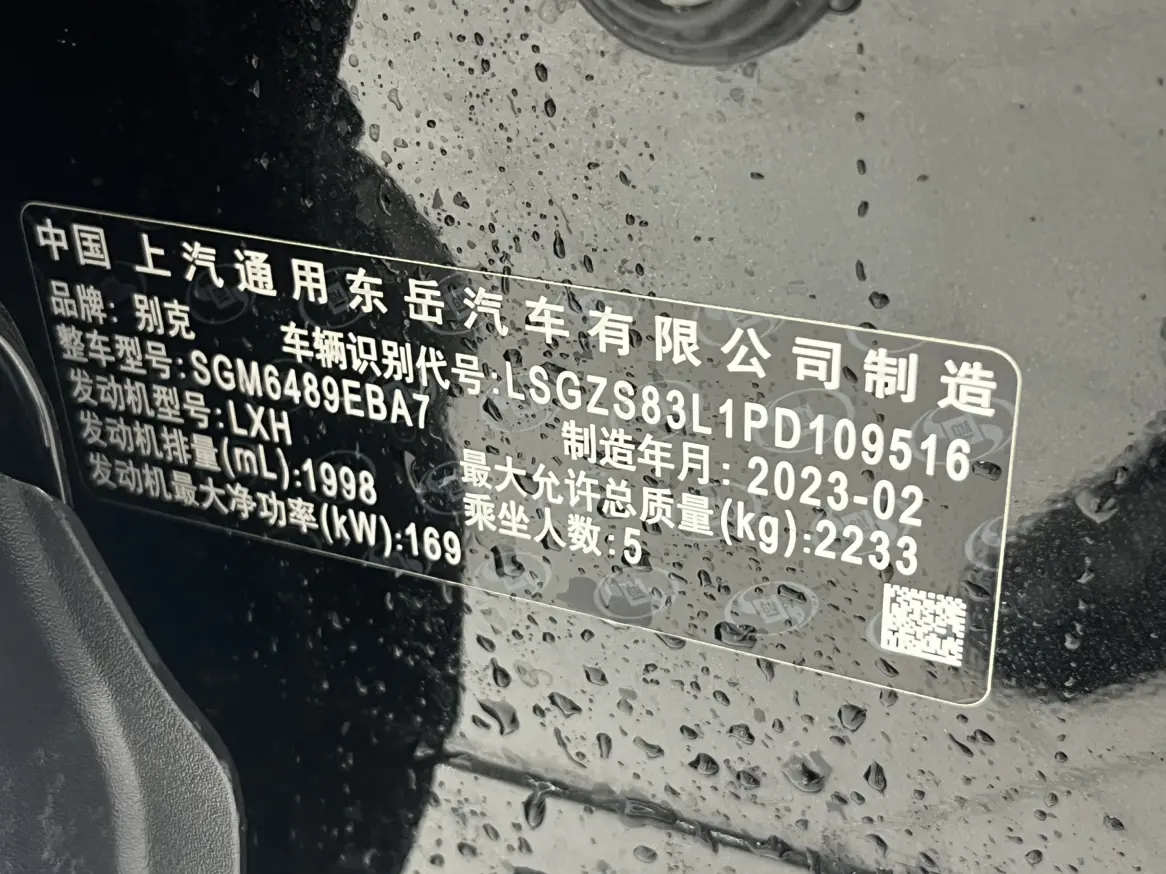 中国 上汽通用东岳汽车有限公司制造
品牌: 别克 车辆识别代号:LSGZS83L1PD109516
整车型号:SGM6489EBA7 制造年月: 2023-02
发动机型号:LXH 最大允许总质量(kg):2233
发动机排量(mL):1998 乘坐人数:5
发动机最大净功率(kW):169